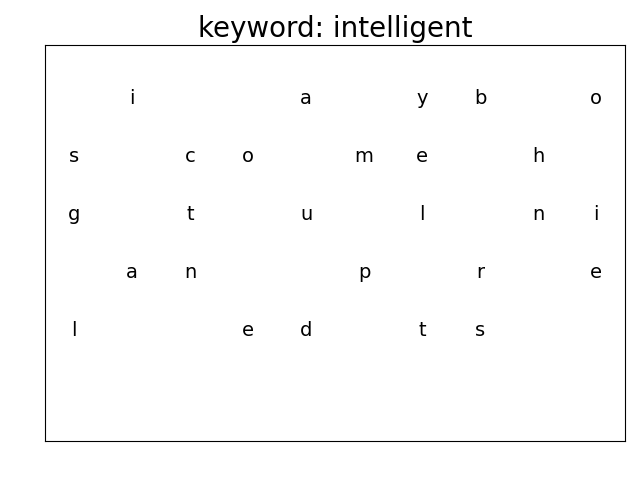 keyword: intelligent
i a y b o
s c o m e h
g t u l n i
a n p r e
l e d t s